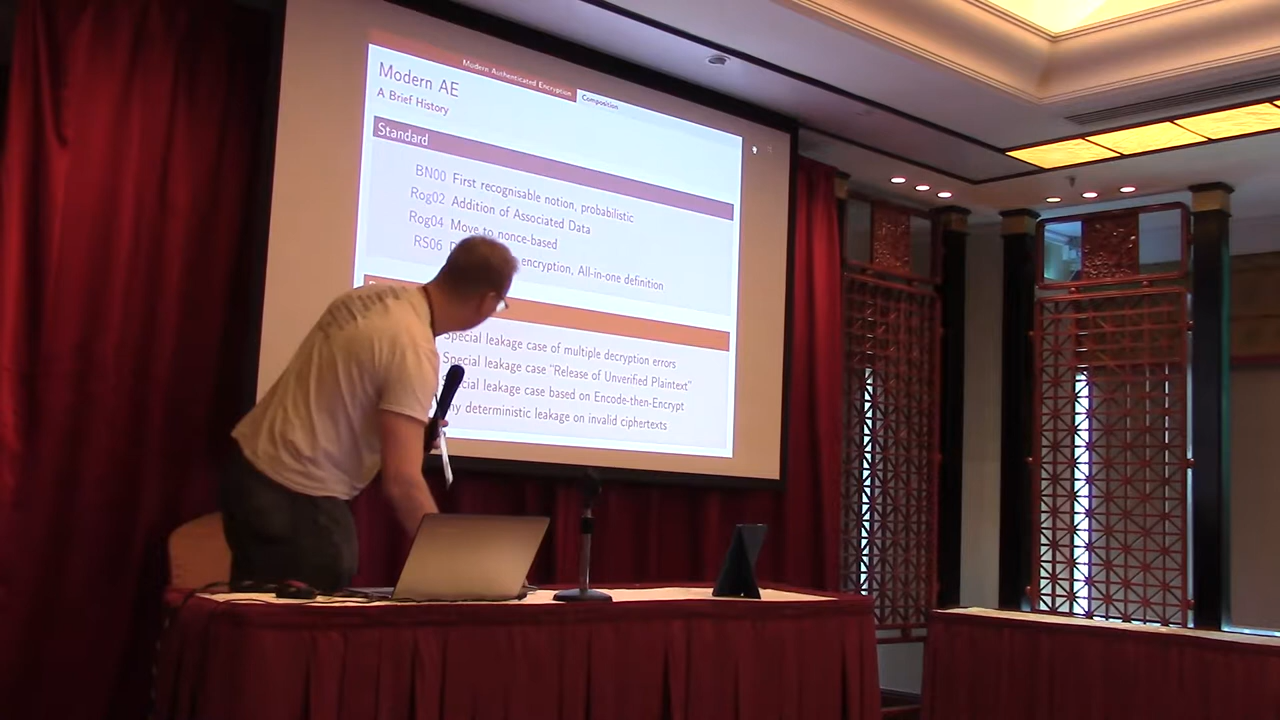 Modern Authenticated Encryption
Composition
Modern AE
A Brief History
Standard
BN00 First recognisable notion, probabilistic
Rog02 Addition of Associated Data
Rog04 Move to nonce-based
RS06 encryption, All-in-one definition
Special leakage case of multiple decryption errors
Special leakage case "Release of Unverified Plaintext"
leakage case based on Encode-then-Encrypt
deterministic leakage on invalid ciphertexts